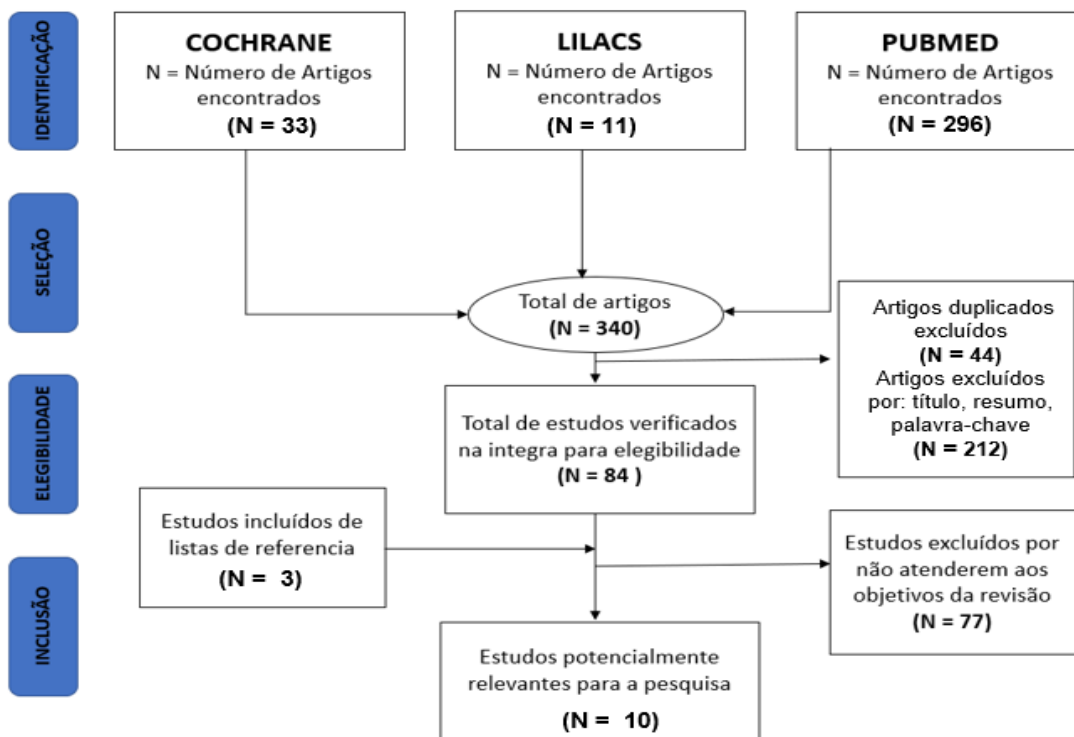 IDENTIFICAÇÃO
COCHRANE
N = Número de Artigos
encontrados
(N = 33)
LILACS
N = Número de Artigos
encontrados
(N = 11)
PUBMED
N = Número de Artigos
encontrados
(N = 296)
SELEÇÃO
Total de artigos
(N = 340)
Artigos duplicados
excluídos
(N = 44)
Artigos excluídos
por: título, resumo,
palavra-chave
(N = 212)
ELEGIBILIDADE
Total de estudos verificados
na integra para elegibilidade
(N = 84 )
Estudos incluídos de
listas de referencia
(N = 3)
Estudos excluídos por
não atenderem aos
objetivos da revisão
(N = 77)
INCLUSÃO
Estudos potencialmente
relevantes para a pesquisa
(N = 10)